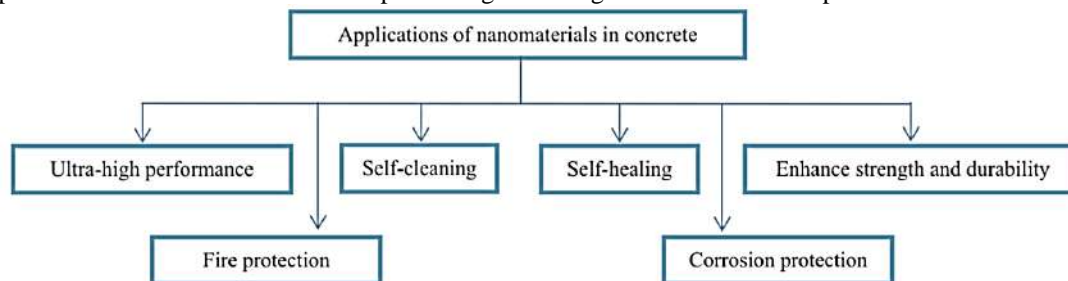 Applications of nanomaterials in concrete
Ultra-high performance
Self-cleaning
Self-healing
Enhance strength and durability
Fire protection
Corrosion protection